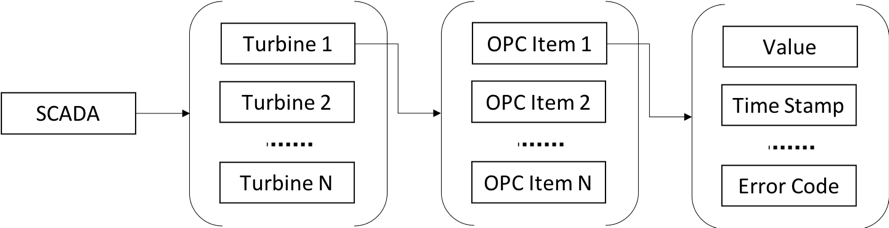 SCADA
Turbine 1
Turbine 2
Turbine N
OPC Item 1
OPC Item 2
OPC Item N
Value
Time Stamp
Error Code